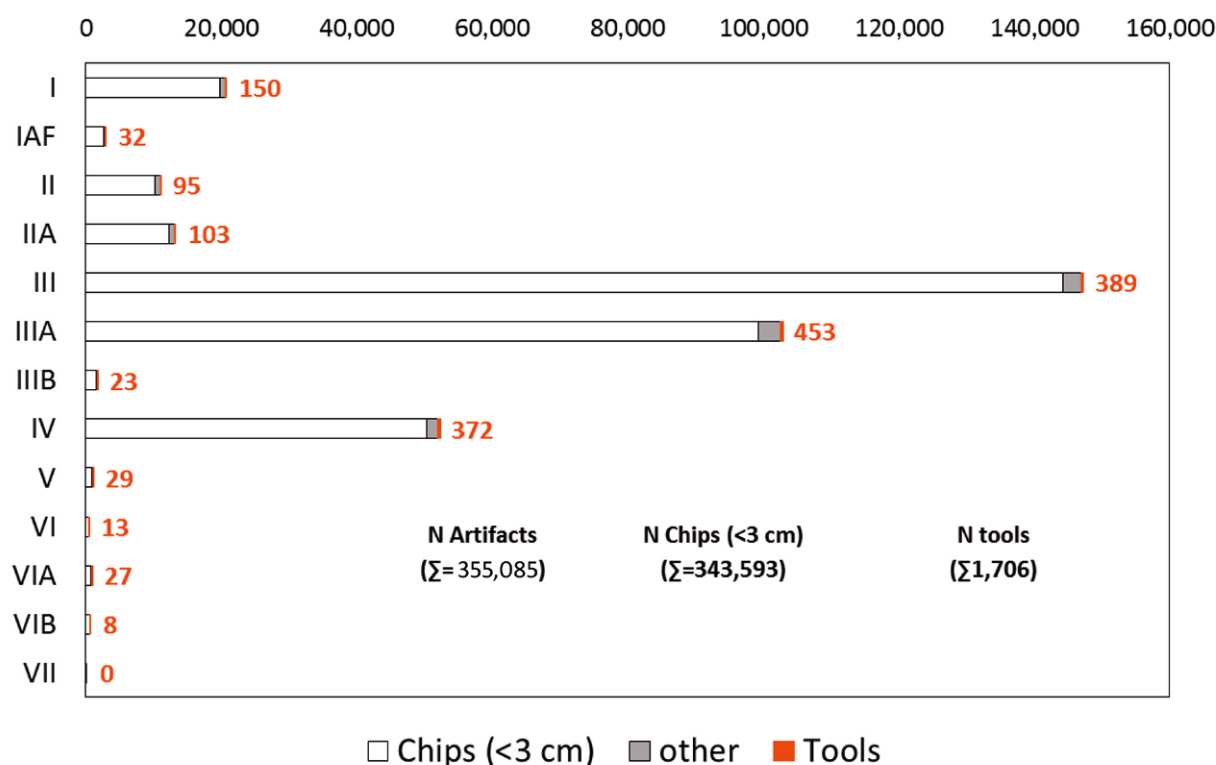 0 20,000 40,000 60,000 80,000 100,000 120,000 140,000 160,000
I 150
IAF 32
II 95
IIA 103
III 389
IIIA 453
IIIB 23
IV 372
V 29
VI 13
VIA 27
VIB 8
VII 0
N Artifacts N Chips (<3 cm) N tools
(∑= 355,085) (∑=343,593) (∑1,706)
Chips (<3 cm) other Tools